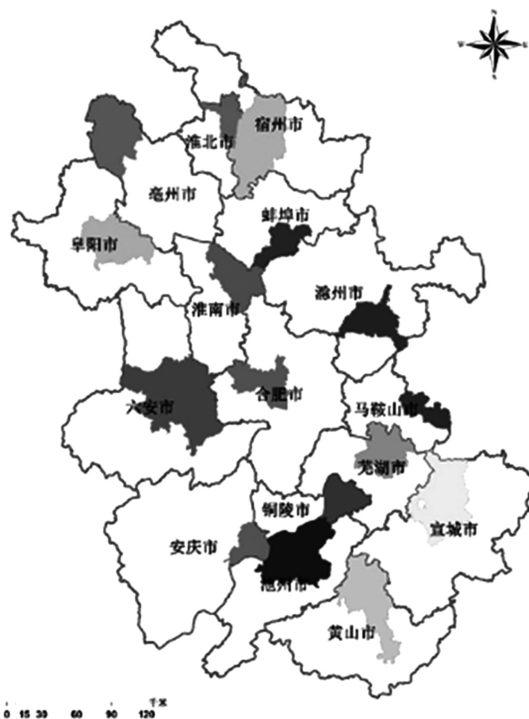 N
W E
S
宿州市
淮北市
亳州市
蚌埠市
阜阳市
滁州市
淮南市
六安市
合肥市
马鞍山市
芜湖市
铜陵市
宣城市
安庆市
池州市
黄山市
千米
0 15 30 60 90 120